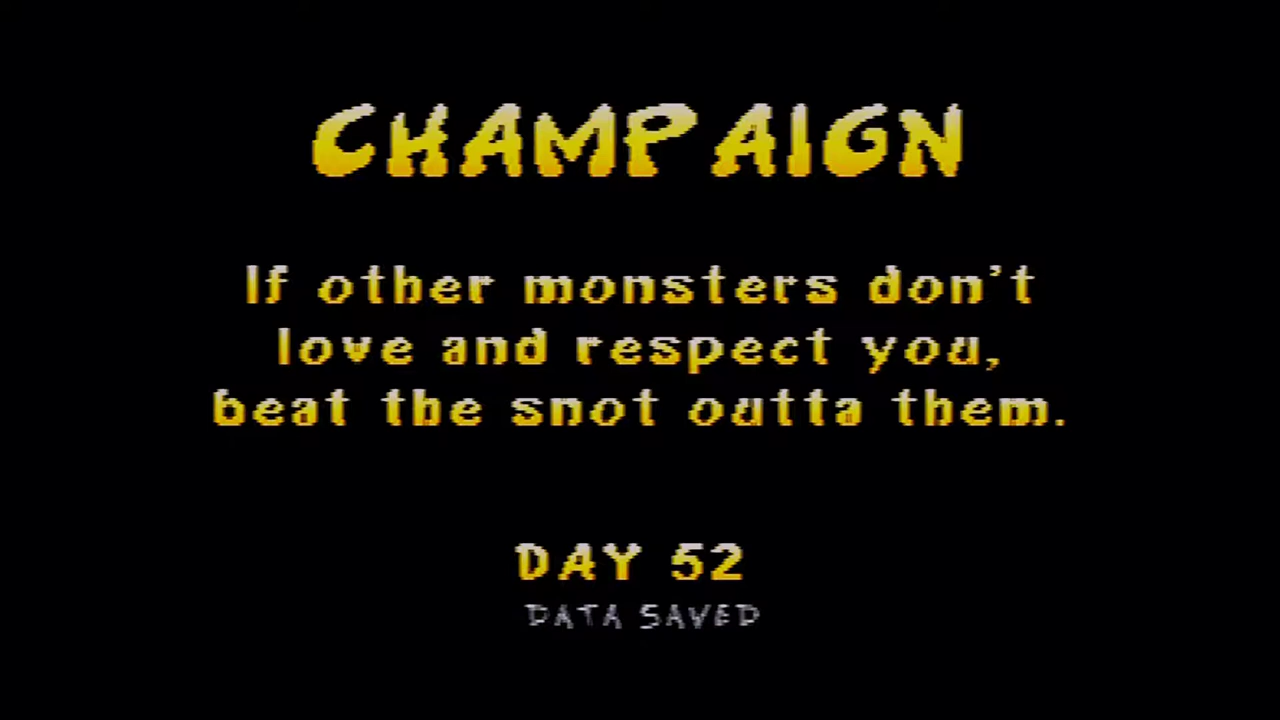 CHAMPAIGN
If other monsters don't
love and respect you,
beat the snot outta them.
DAY 52
DATA SAVED